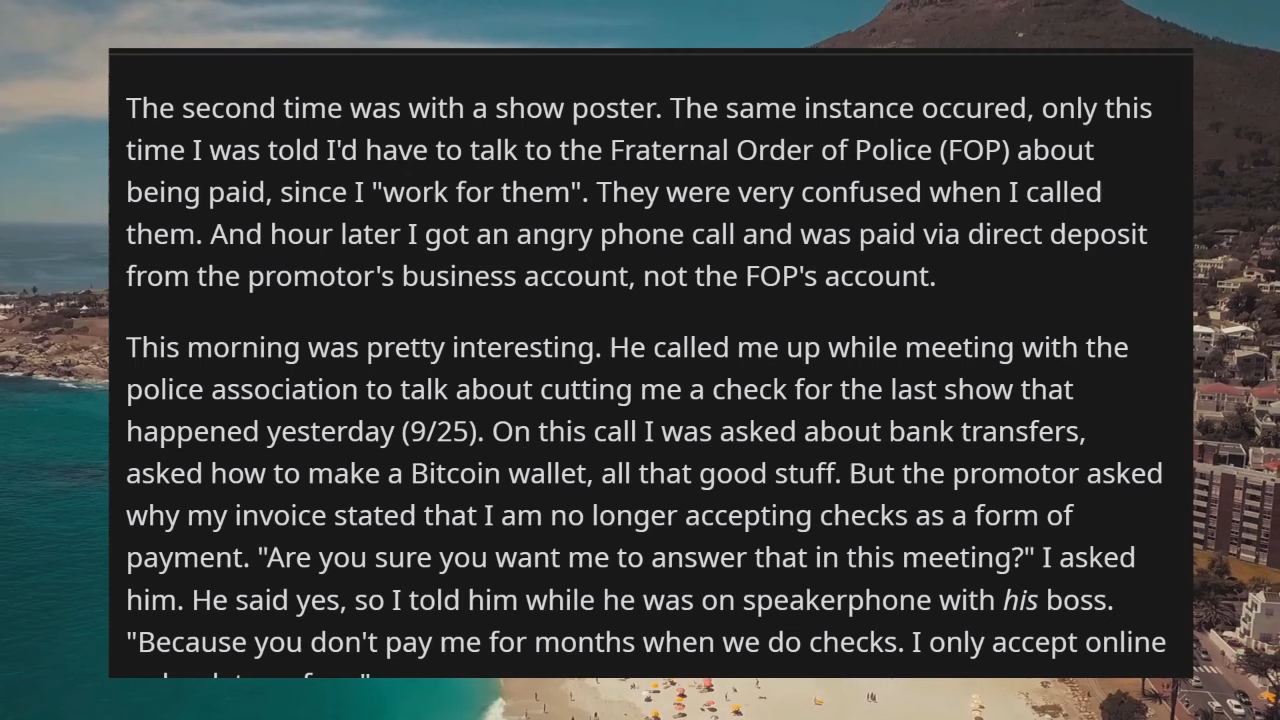 The second time was with a show poster. The same instance occured, only this
time I was told I'd have to talk to the Fraternal Order of Police (FOP) about
being paid, since I "work for them". They were very confused when I called
them. And hour later I got an angry phone call and was paid via direct deposit
from the promotor's business account, not the FOP's account.
This morning was pretty interesting. He called me up while meeting with the
police association to talk about cutting me a check for the last show that
happened yesterday (9/25). On this call I was asked about bank transfers,
asked how to make a Bitcoin wallet, all that good stuff. But the promotor asked
why my invoice stated that I am no longer accepting checks as a form of
payment. "Are you sure you want me to answer that in this meeting?" I asked
him. He said yes, so I told him while he was on speakerphone with his boss.
"Because you don't pay me for months when we do checks. I only accept online